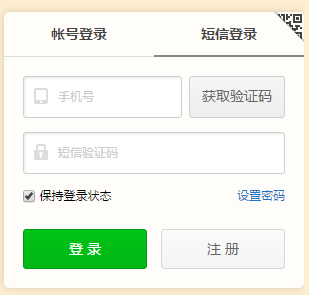 帐号登录 短信登录
手机号 获取验证码
短信验证码
保持登录状态 设置密码
登 录 注 册